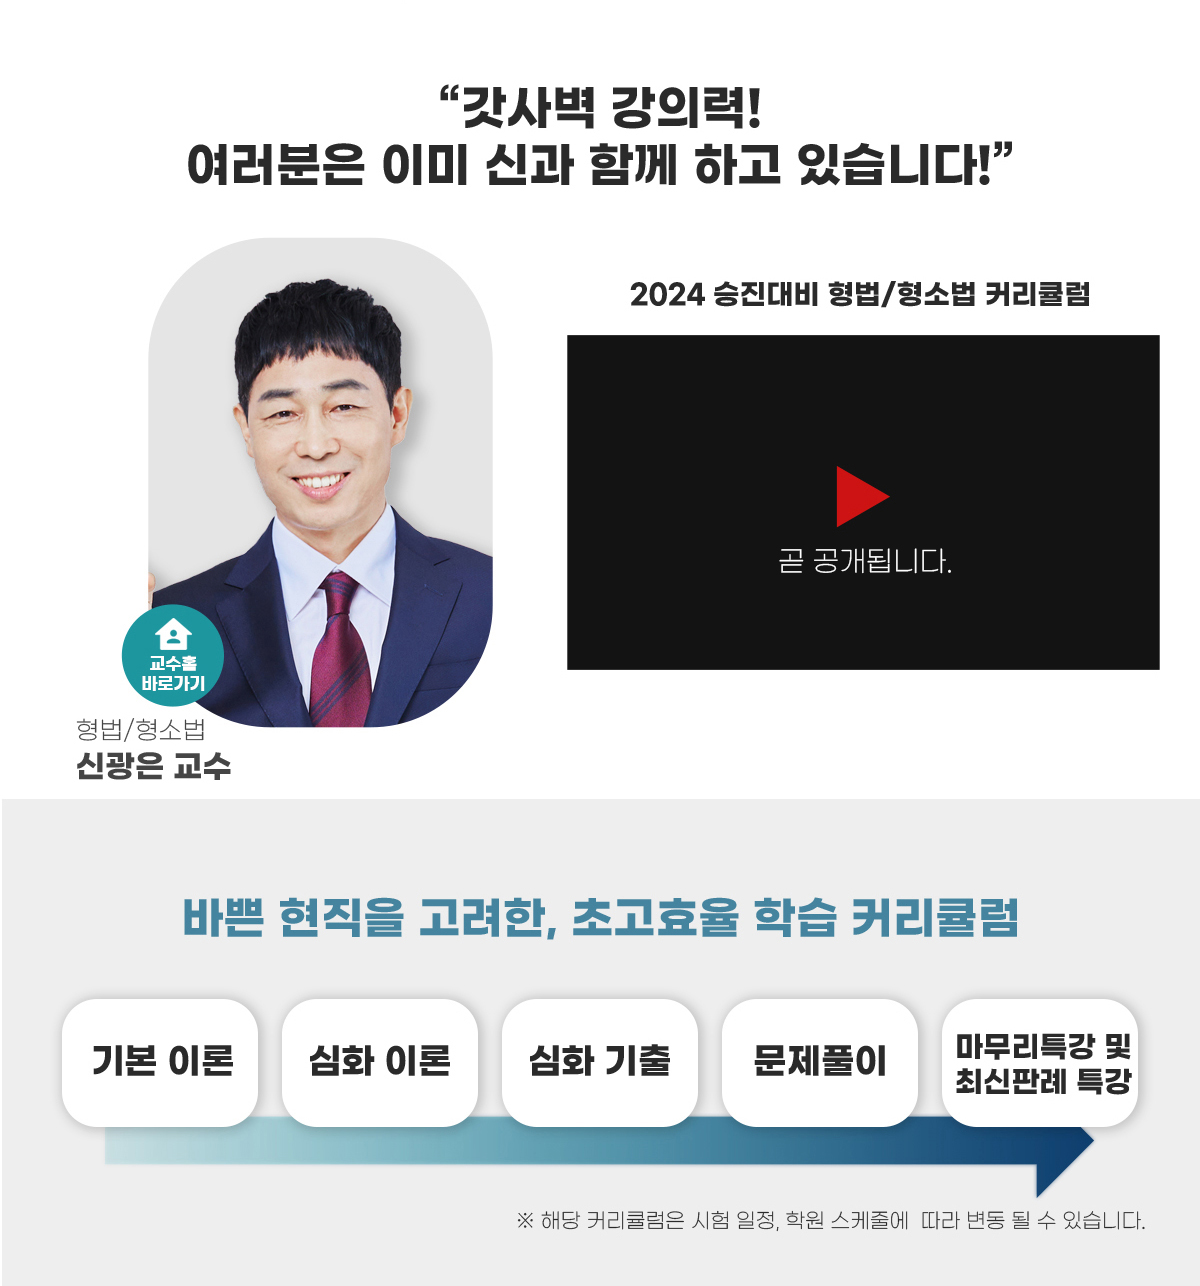 “갓사벽 강의력!
여러분은 이미 신과 함께 하고 있습니다!”
2024 승진대비 형법/형소법 커리큘럼
곧 공개됩니다.
교수홈
바로가기
형법/형소법
신광은 교수
바쁜 현직을 고려한, 초고효율 학습 커리큘럼
기본 이론
심화 이론
심화 기출
문제풀이
마무리특강 및
최신판례 특강
※ 해당 커리큘럼은 시험 일정, 학원 스케줄에 따라 변동 될 수 있습니다.